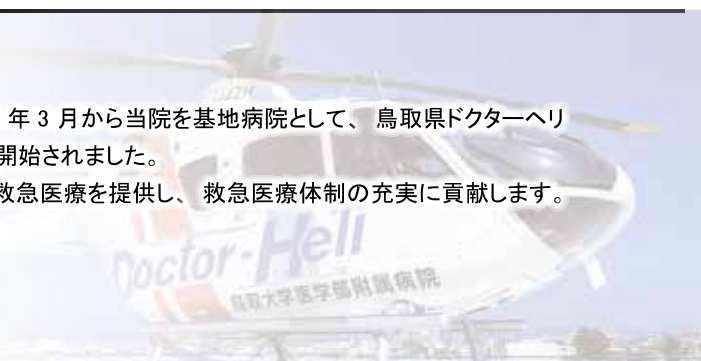 年 3 月から当院を基地病院として、 鳥取県ドクターヘリ
開始されました。
救急医療を提供し、 救急医療体制の充実に貢献します。
Doctor-Heli
鳥取大学医学部附属病院